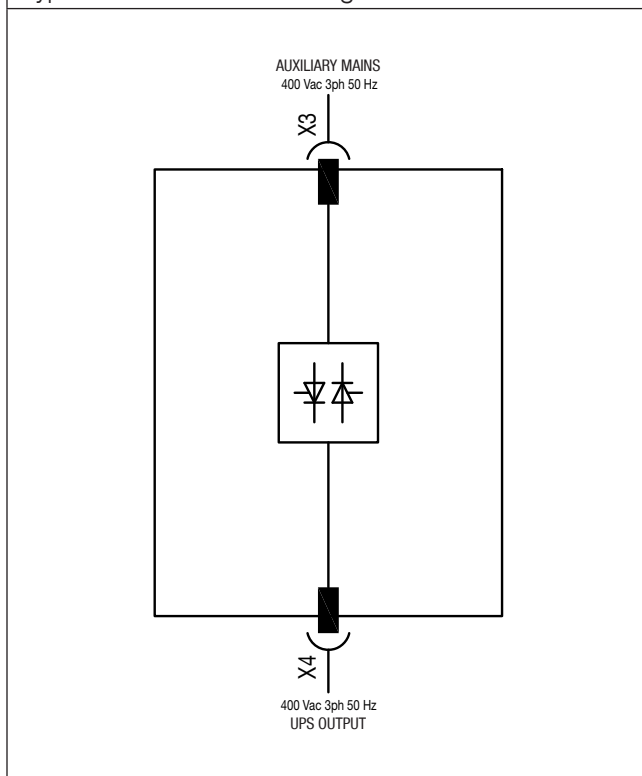 AUXILIARY MAINS
400 Vac 3ph 50 Hz
X3
X4
400 Vac 3ph 50 Hz
UPS OUTPUT